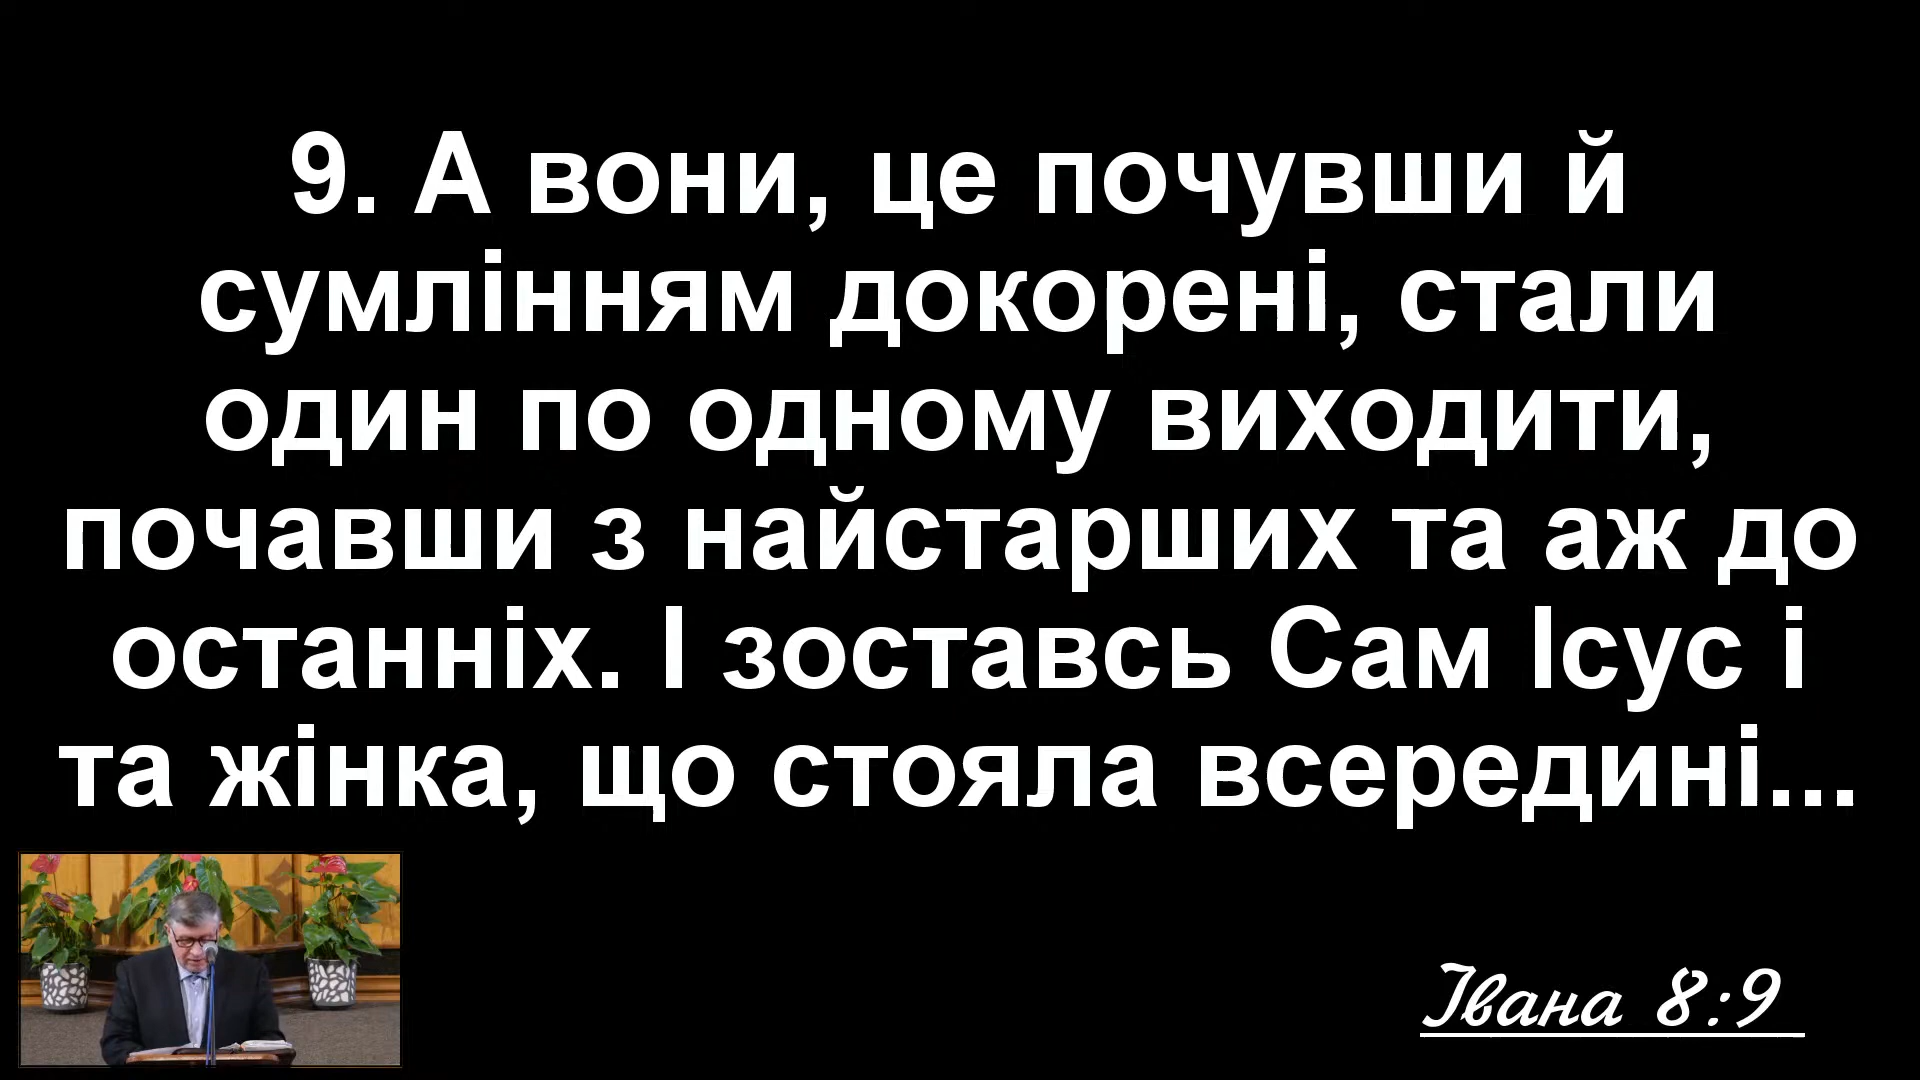 9. А вони, це почувши й
сумлінням докорені, стали
один по одному виходити,
почавши з найстарших та аж до
останніх. І зоставсь Сам Ісус і
та жінка, що стояла всередині...
Івана 8:9